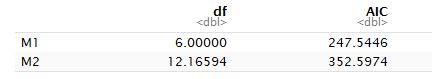 df AIC
<dbl> <dbl>
M1 6.00000 247.5446
M2 12.16594 352.5974